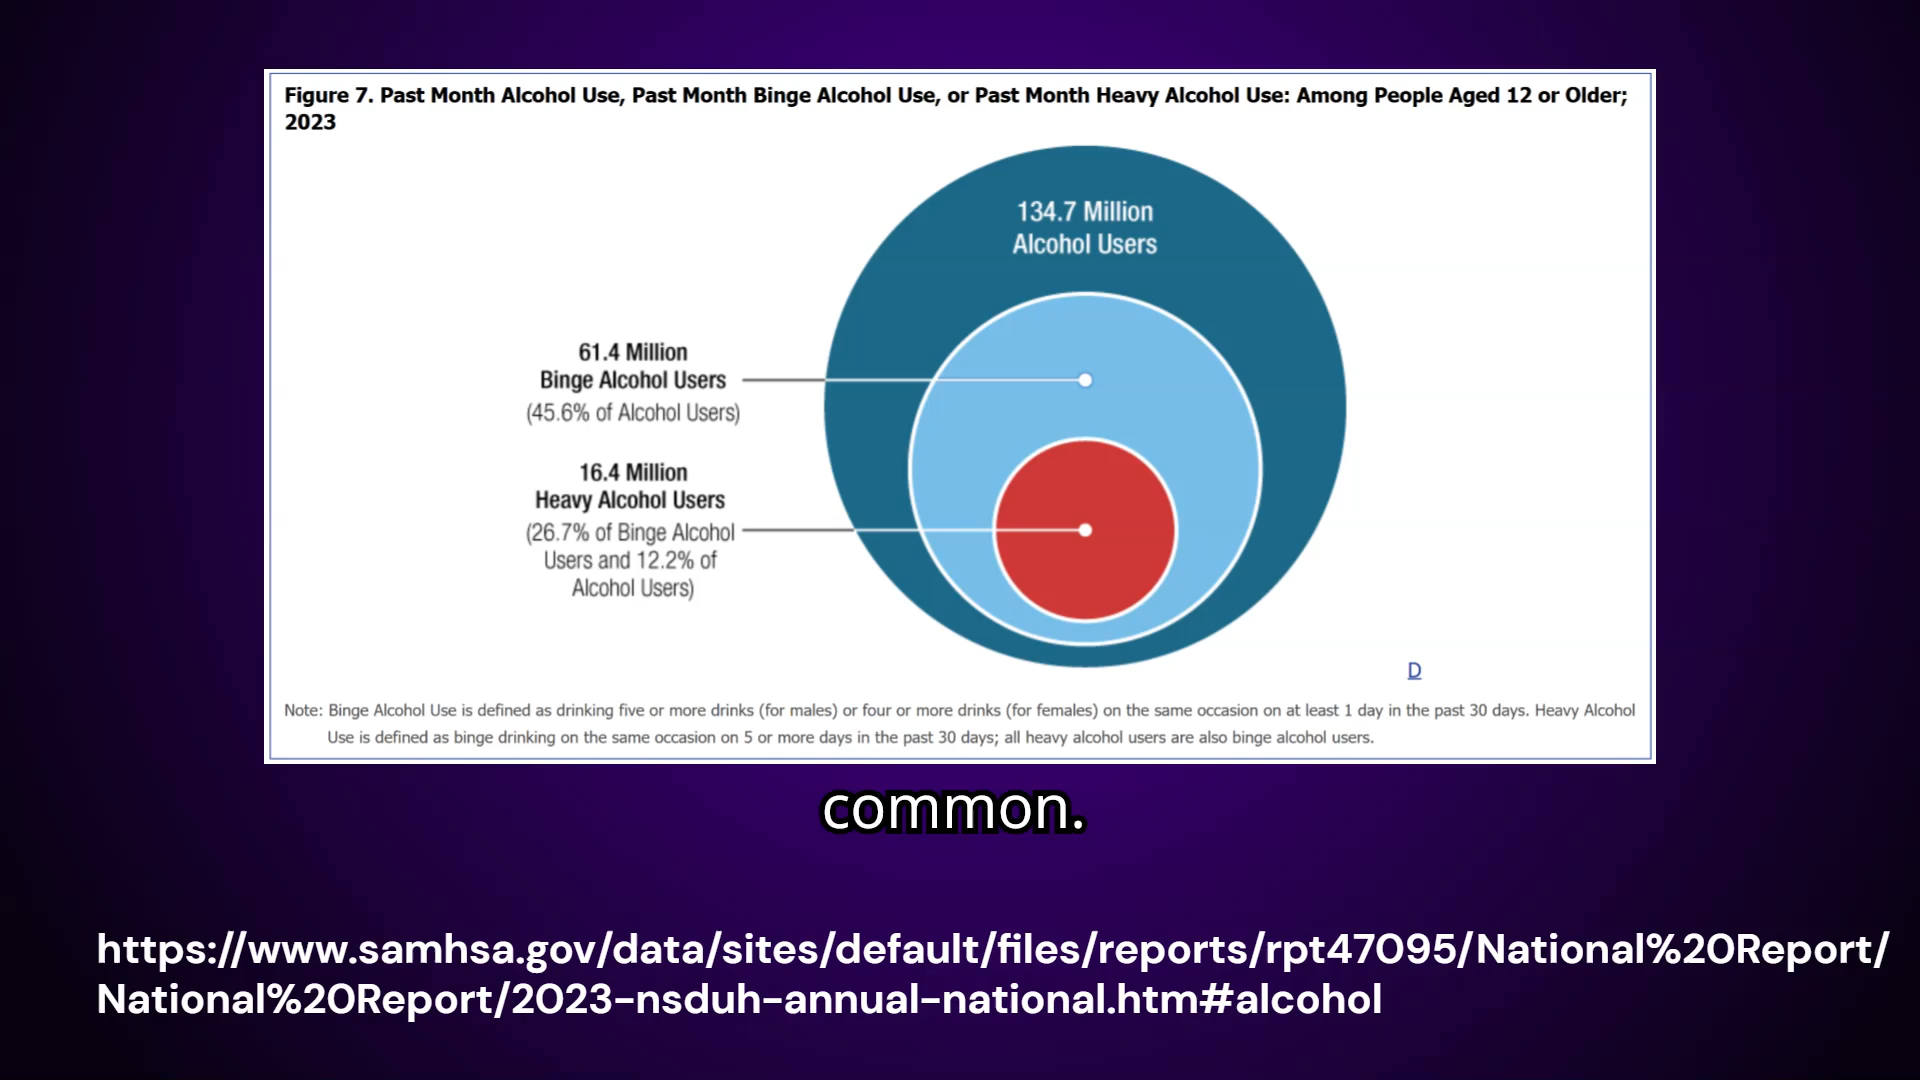 Figure 7. Past Month Alcohol Use, Past Month Binge Alcohol Use, or Past Month Heavy Alcohol Use: Among People Aged 12 or Older;
2023
134.7 Million
Alcohol Users
61.4 Million
Binge Alcohol Users
(45.6% of Alcohol Users)
16.4 Million
Heavy Alcohol Users
(26.7% of Binge Alcohol
Users and 12.2% of
Alcohol Users)
D
Note: Binge Alcohol Use is defined as drinking five or more drinks (for males) or four or more drinks (for females) on the same occasion on at least 1 day in the past 30 days. Heavy Alcohol
Use is defined as binge drinking on the same occasion on 5 or more days in the past 30 days; all heavy alcohol users are also binge alcohol users.
common.
https://www.samhsa.gov/data/sites/default/files/reports/rpt47095/National%20Report/
National%20Report/2023-nsduh-annual-national.htm#alcohol